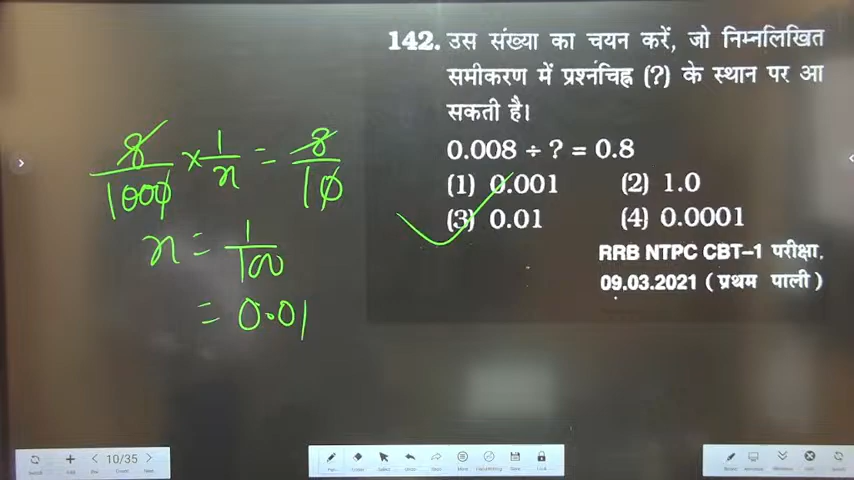 142. उस संख्या का चयन करें, जो निम्नलिखित
समीकरण में प्रश्नचिह्न (?) के स्थान पर आ
सकती है।
0.008 ÷ ? = 0.8
(1) 0.001 (2) 1.0
(3) 0.01 (4) 0.0001
RRB NTPC CBT-1 परीक्षा,
09.03.2021 (प्रथम पाली)
8/1000 × 1/x = 8/10
x = 1/100
= 0.01
10/35